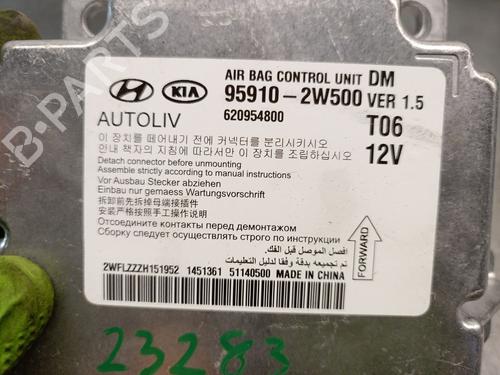 HYUNDAI KIA AIR BAG CONTROL UNIT DM
95910-2W500 VER 1.5
AUTOLIV 620954800 T06
이 장치를 떼어내기 전에 커넥터를 분리시키시오
안내 책자의 지침에 따라서만 이 장치를 조립하십시오 12V
Detach connector before unmounting
Assemble strictly according to manual instructions
Vor Ausbau Stecker abziehen
Einbau nur gemaess Wartungsvorschrift
拆卸前先拆掉母端接插件
安装严格按照手工操作说明
Отсоедините контакты перед демонтажом
Сборку следует осуществлять строго по инструкции
افصل الموصل قبل الفك.
تم تجميعه بدقة وفقا لدليل التعليمات
FORWARD
2WFLZZZH151952 1451361 51140500 MADE IN CHINA
23283
B-PARTS